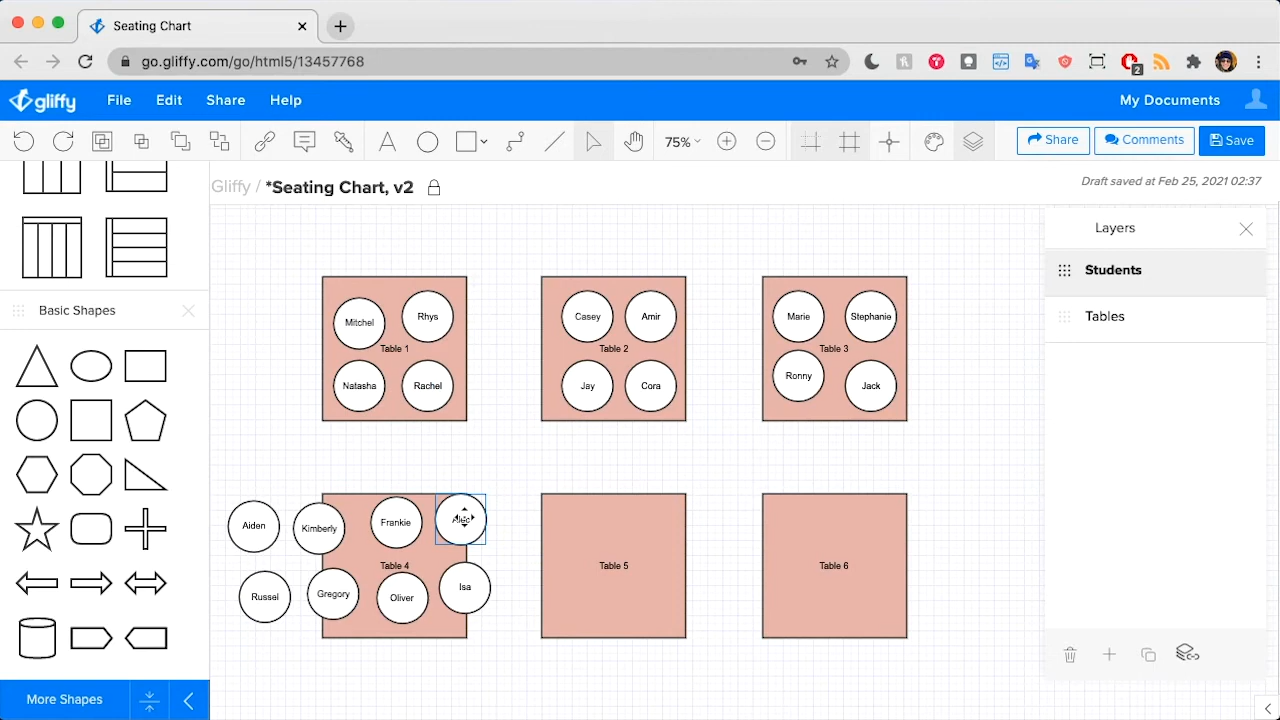 Seating Chart
go.gliffy.com/go/html5/13457768
2
gliffy
File
Edit
Share
Help
My Documents
A
75%
Share
Comments
Save
Gliffy / *Seating Chart, v2
Draft saved at Feb 25, 2021 02:37
Layers
Students
Tables
Basic Shapes
More Shapes
Mitchel
Rhys
Table 1
Natasha
Rachel
Casey
Amir
Table 2
Jay
Cora
Marie
Stephanie
Table 3
Ronny
Jack
Aiden
Kimberly
Frankie
Table 4
Russel
Gregory
Oliver
Isa
Table 5
Table 6